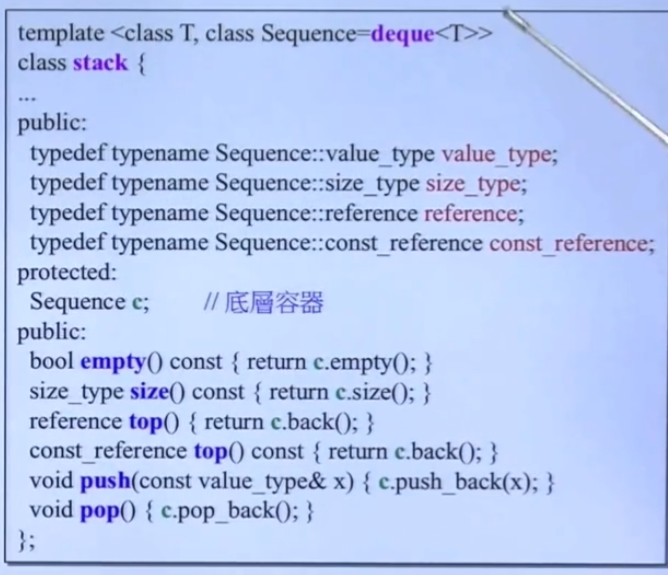 template <class T, class Sequence=deque<T>>
class stack {
...
public:
typedef typename Sequence::value_type value_type;
typedef typename Sequence::size_type size_type;
typedef typename Sequence::reference reference;
typedef typename Sequence::const_reference const_reference;
protected:
Sequence c; // 底層容器
public:
bool empty() const { return c.empty(); }
size_type size() const { return c.size(); }
reference top() { return c.back(); }
const_reference top() const { return c.back(); }
void push(const value_type& x) { c.push_back(x); }
void pop() { c.pop_back(); }
};